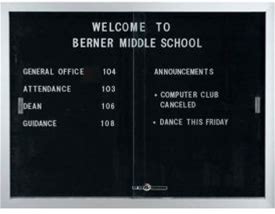 WELCOME TO
BERNER MIDDLE SCHOOL
GENERAL OFFICE 104
ATTENDANCE 103
DEAN 106
GUIDANCE 108
ANNOUNCEMENTS
• COMPUTER CLUB
CANCELED
• DANCE THIS FRIDAY